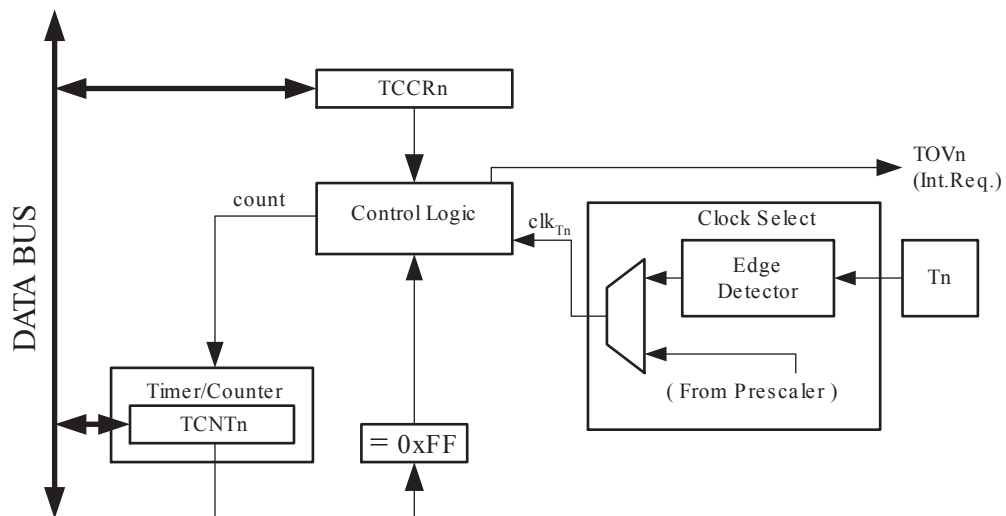 TCCRn
TOVn
(Int.Req.)
count
Control Logic
clkTn
Clock Select
Edge
Detector
Tn
DATA BUS
Timer/Counter
TCNTn
( From Prescaler )
= 0xFF